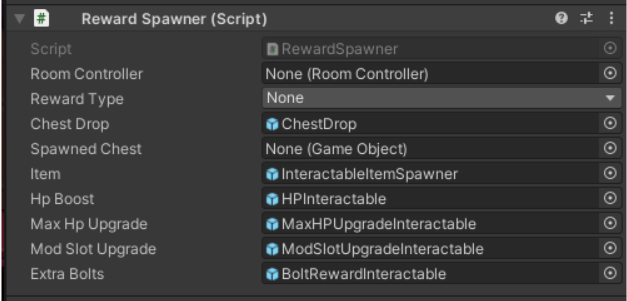 # Reward Spawner (Script)
Script RewardSpawner
Room Controller None (Room Controller)
Reward Type None
Chest Drop ChestDrop
Spawned Chest None (Game Object)
Item InteractableItemSpawner
Hp Boost HPInteractable
Max Hp Upgrade MaxHPUpgradeInteractable
Mod Slot Upgrade ModSlotUpgradeInteractable
Extra Bolts BoltRewardInteractable